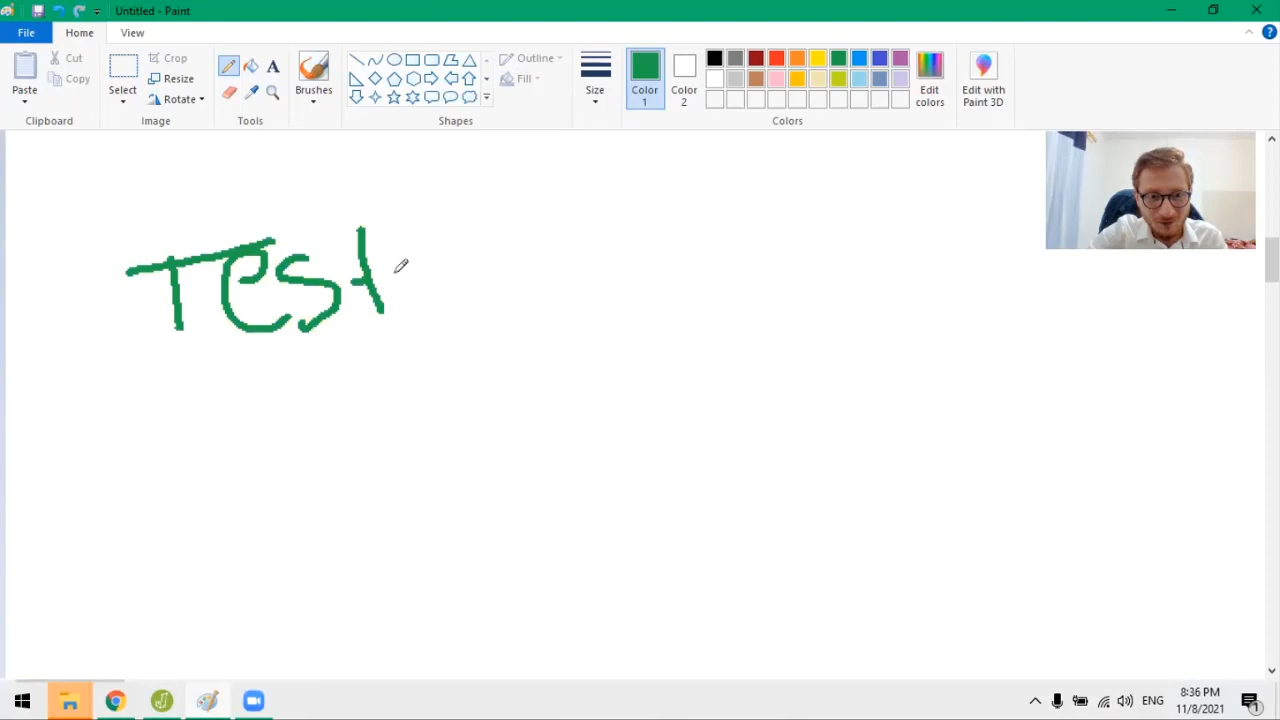 Untitled - Paint
File Home View
Paste
Cut
Copy
Clipboard
Select
Crop
Resize
Rotate
Image
Tools
Brushes
Shapes
Outline
Fill
Size
Color 1
Color 2
Colors
Edit colors
Edit with Paint 3D
Test
ENG
8:36 PM
11/8/2021
1